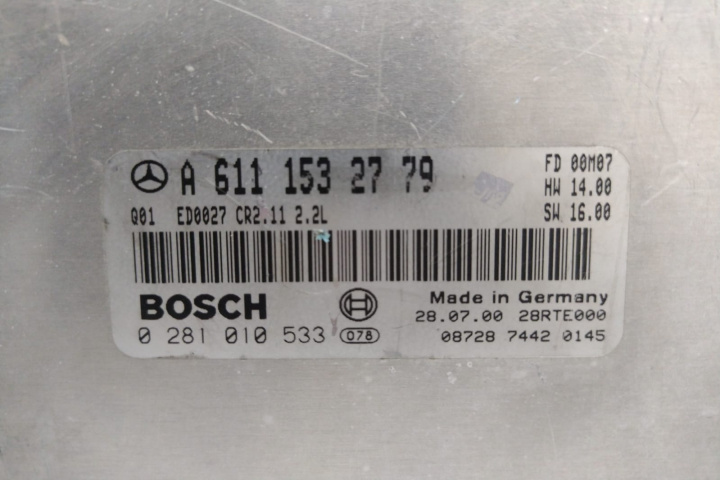 A 611 153 27 79
FD 00M07
HW 14.00
Q01 ED0027 CR2.11 2.2L
SW 16.00
BOSCH
Made in Germany
28.07.00 28RTE000
0 281 010 533 078
08728 7442 0145